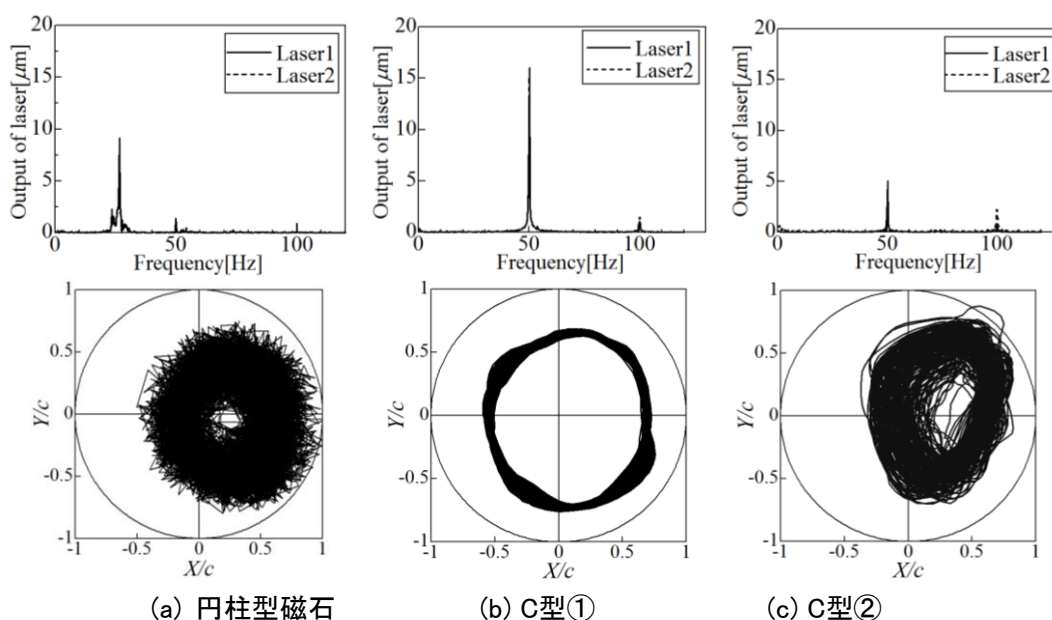 20
15
10
5
0
Output of laser[μm]
Laser1
Laser2
0
50
100
Frequency[Hz]
20
15
10
5
0
Output of laser[μm]
Laser1
Laser2
0
50
100
Frequency[Hz]
20
15
10
5
0
Output of laser[μm]
Laser1
Laser2
0
50
100
Frequency[Hz]
1
0.5
0
-0.5
-1
Y/c
-1
-0.5
0
0.5
1
X/c
1
0.5
0
-0.5
-1
Y/c
-1
-0.5
0
0.5
1
X/c
1
0.5
0
-0.5
-1
Y/c
-1
-0.5
0
0.5
1
X/c
(a) 円柱型磁石
(b) C型①
(c) C型②